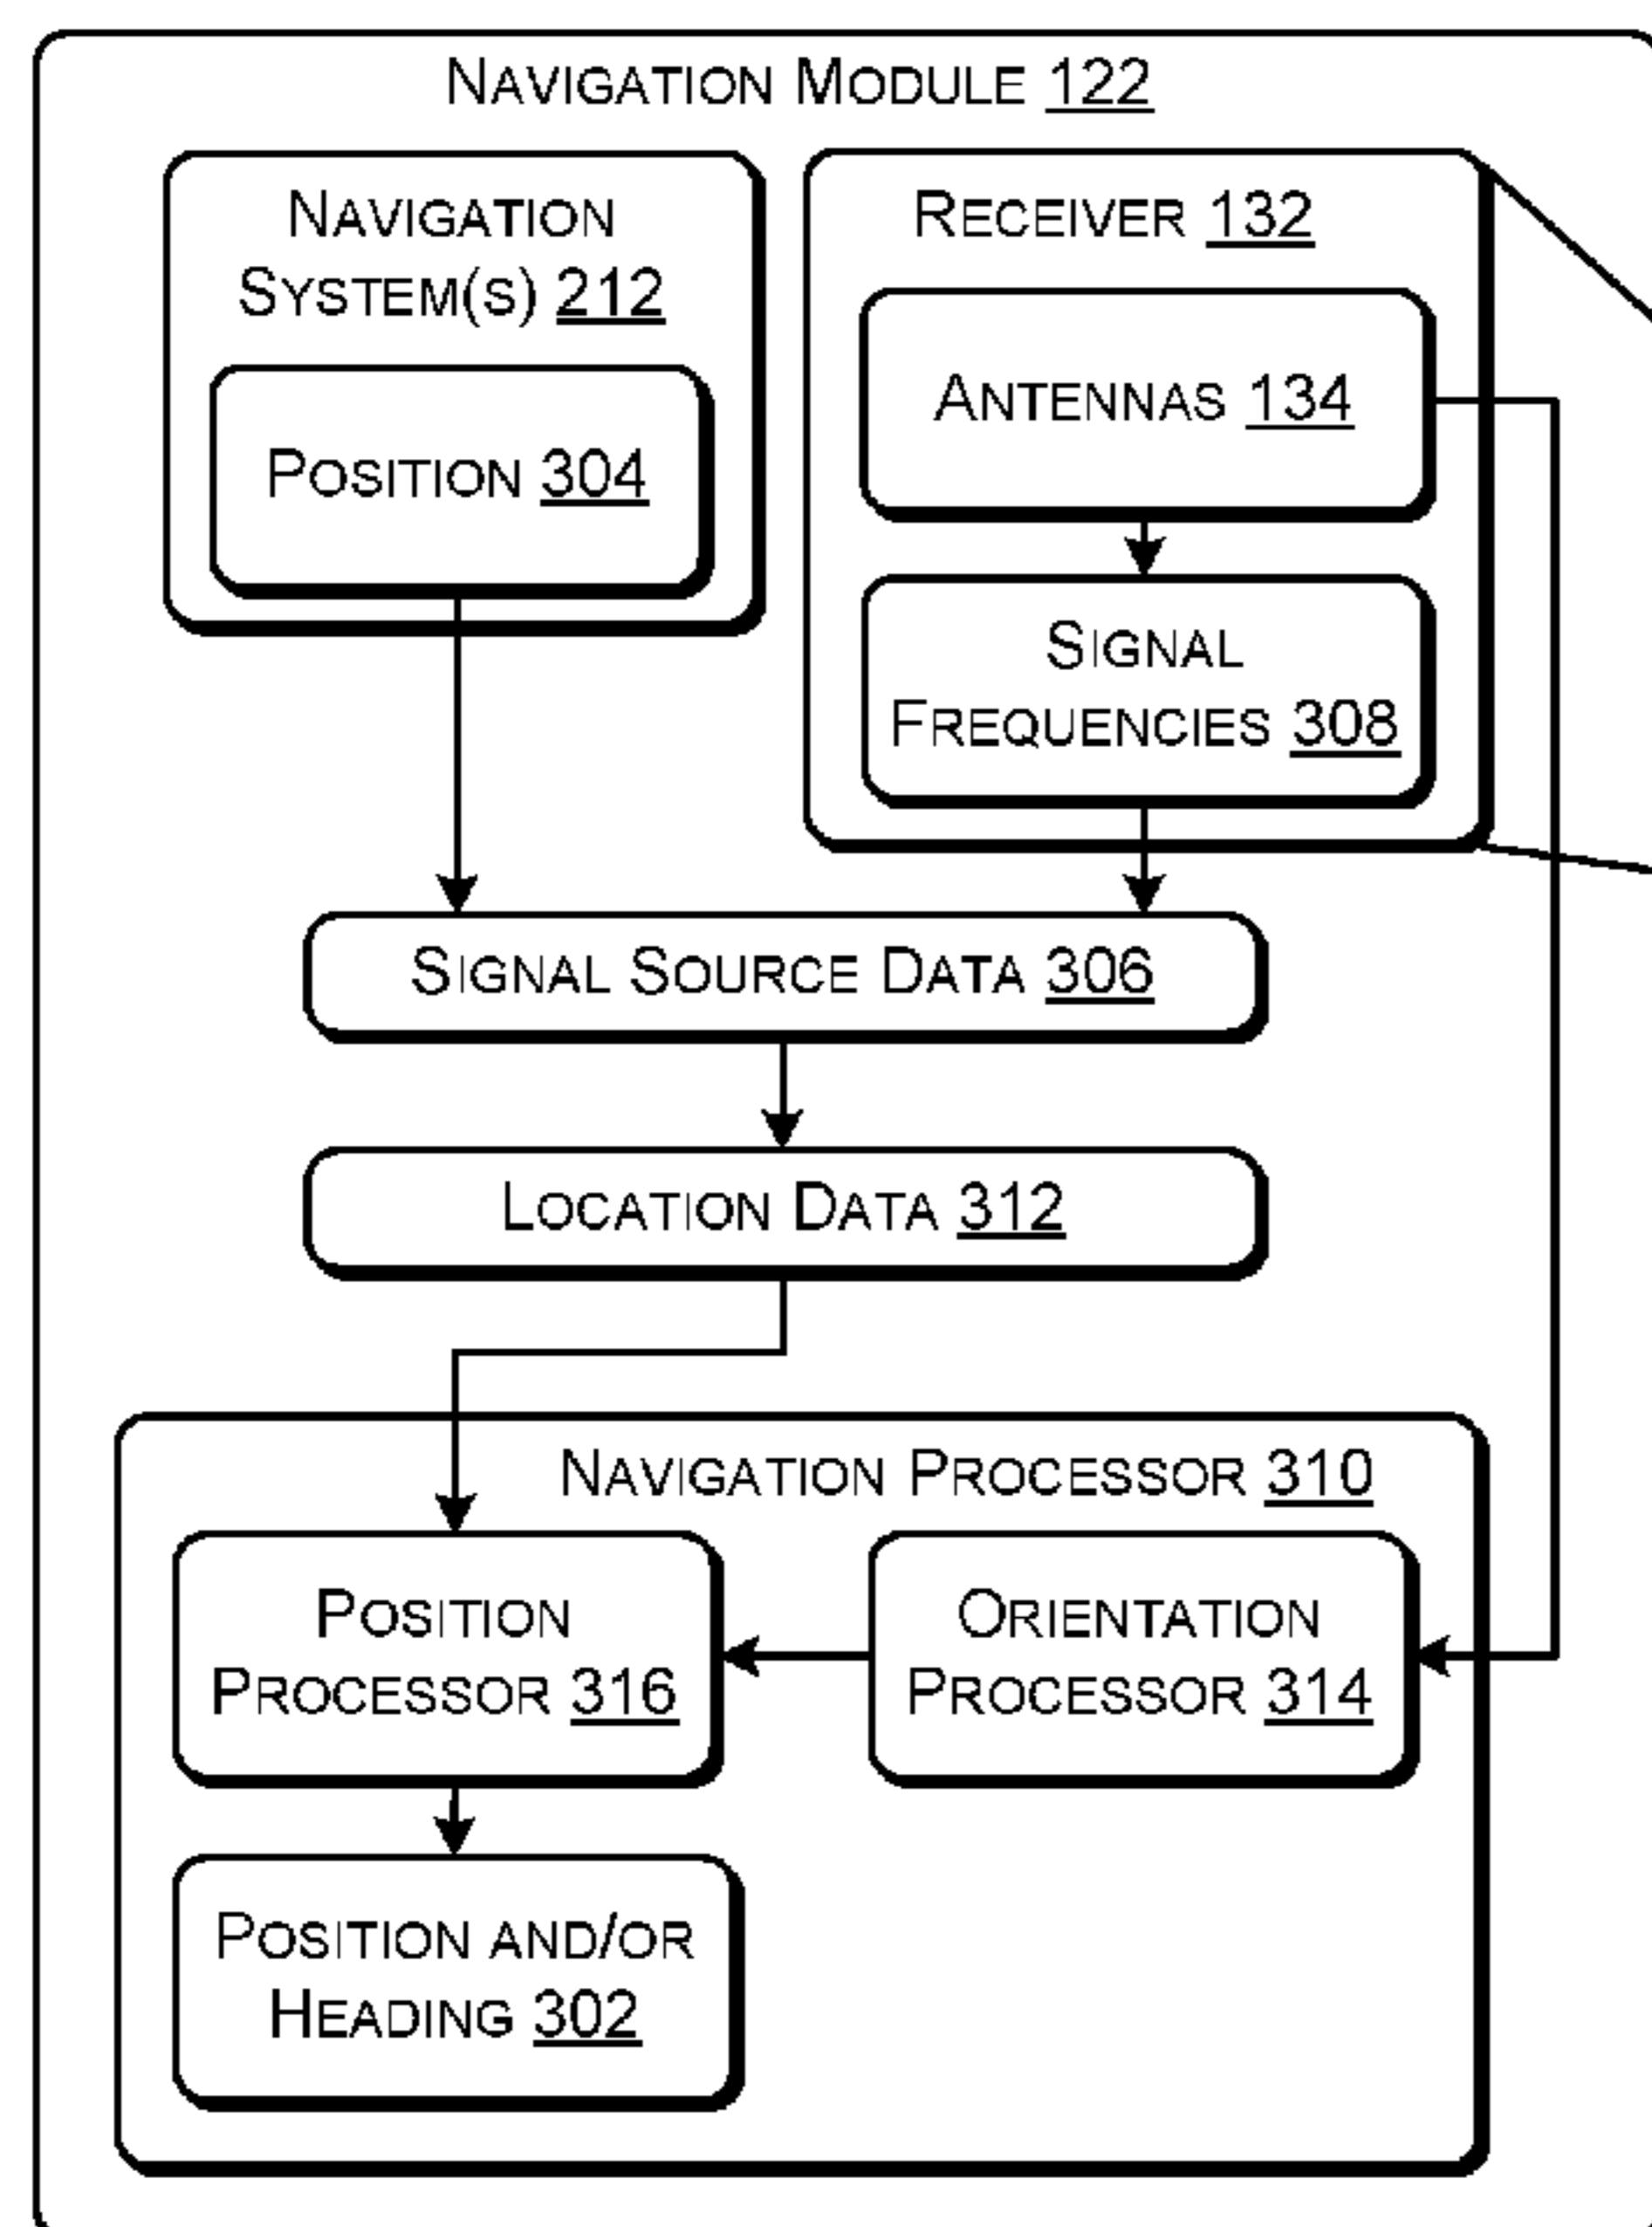 NAVIGATION MODULE 122
NAVIGATION
SYSTEM(S) 212
POSITION 304
RECEIVER 132
ANTENNAS 134
SIGNAL
FREQUENCIES 308
SIGNAL SOURCE DATA 306
LOCATION DATA 312
NAVIGATION PROCESSOR 310
POSITION
PROCESSOR 316
ORIENTATION
PROCESSOR 314
POSITION AND/OR
HEADING 302